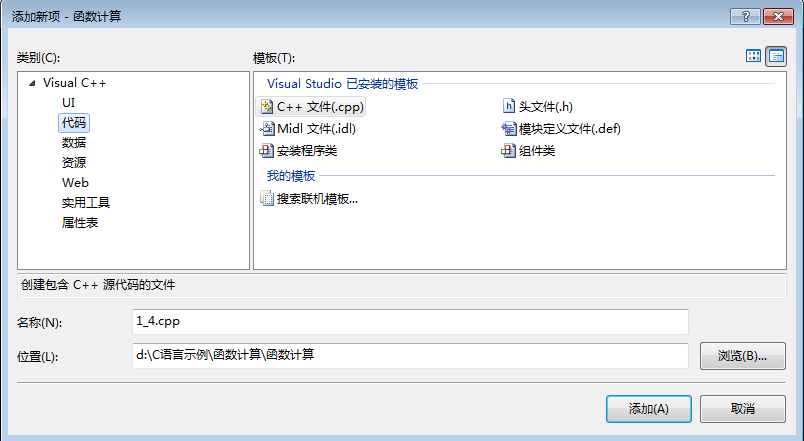 添加新项 - 函数计算
类别(C):
模板(T):
Visual C++
UI
代码
数据
资源
Web
实用工具
属性表
Visual Studio 已安装的模板
C++ 文件(.cpp)
头文件(.h)
Midl 文件(.idl)
模块定义文件(.def)
安装程序类
组件类
我的模板
搜索联机模板...
创建包含 C++ 源代码的文件
名称(N):
1_4.cpp
位置(L):
d:\C语言示例\函数计算\函数计算
浏览(B)...
添加(A)
取消